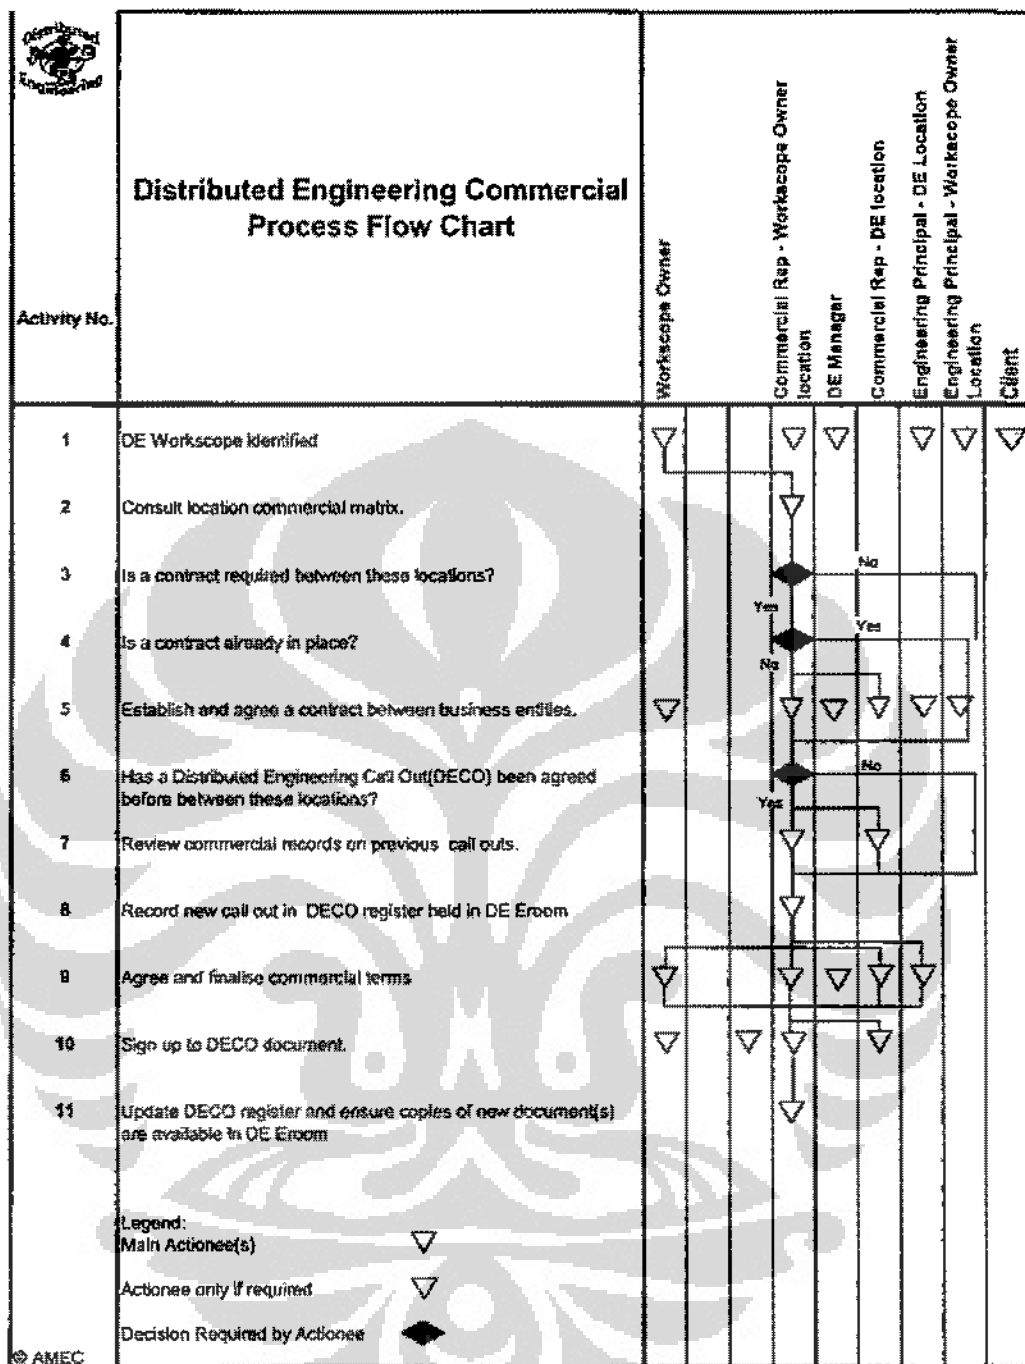 Distributed
Engineering
Distributed Engineering Commercial
Process Flow Chart
Activity No.
Workscope Owner
Commercial Rep - Workscope Owner
location
DE Manager
Commercial Rep - DE location
Engineering Principal - DE Location
Engineering Principal - Workscope Owner
Location
Client
1 DE Workscope identified
2 Consult location commercial matrix.
3 Is a contract required between these locations?
No
Yes
4 Is a contract already in place?
Yes
No
5 Establish and agree a contract between business entities.
6 Has a Distributed Engineering Call Out(DECO) been agreed
before between these locations?
No
Yes
7 Review commercial records on previous call outs.
8 Record new call out in DECO register held in DE Eroom
9 Agree and finalise commercial terms
10 Sign up to DECO document.
11 Update DECO register and ensure copies of new document(s)
are available in DE Eroom
Legend:
Main Actionee(s)
Actionee only if required
Decision Required by Actionee
© AMEC